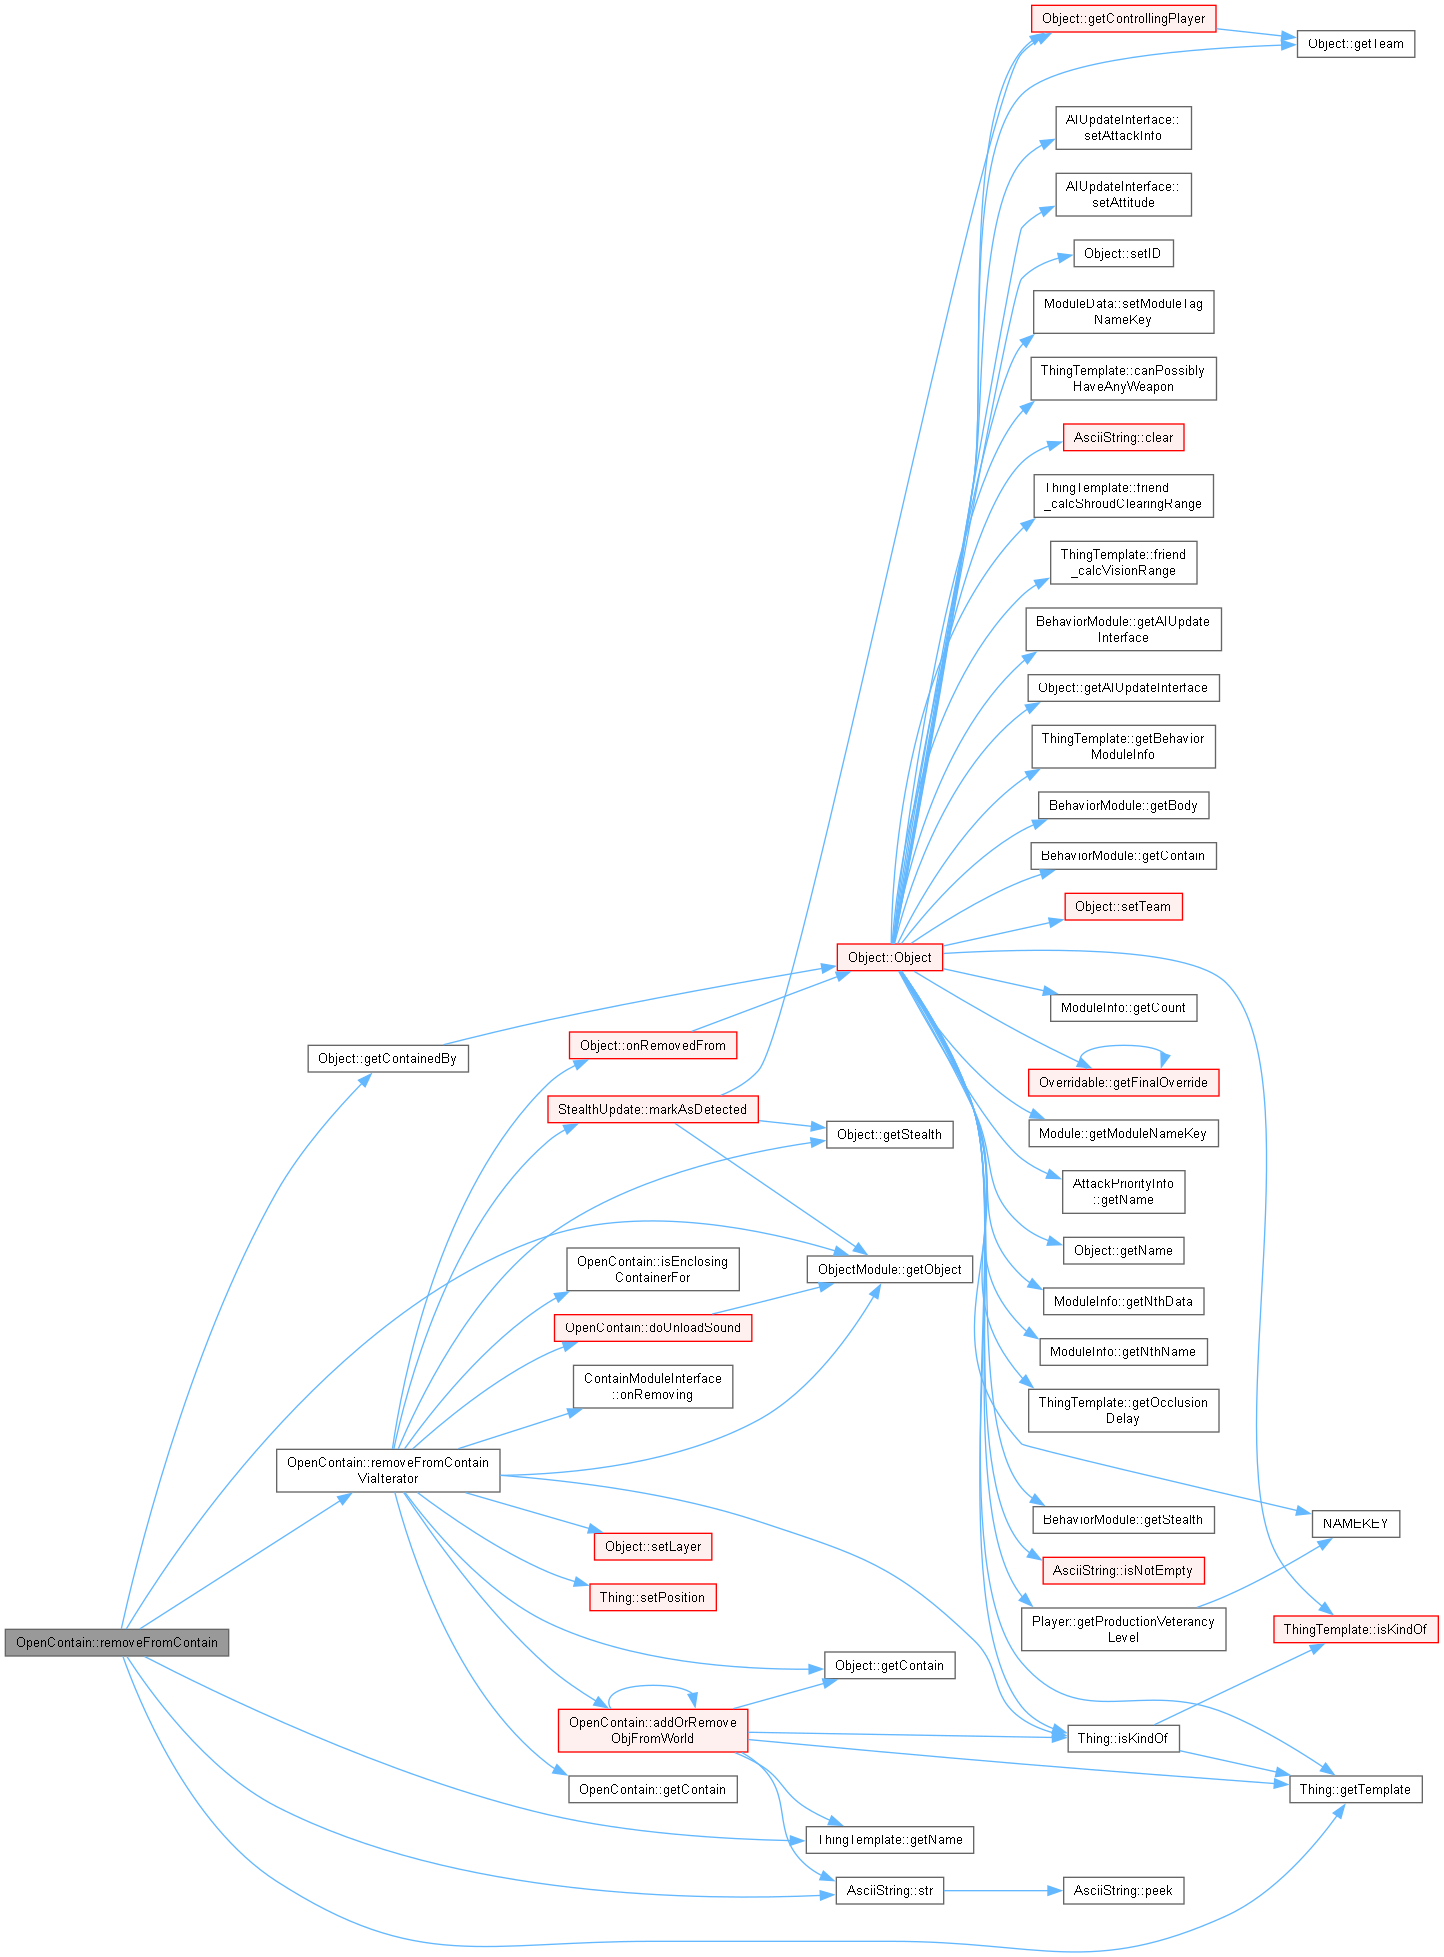 Object::getControllingPlayer
Object::getTeam
AIUpdateInterface::
setAttackInfo
AIUpdateInterface::
setAttitude
Object::setID
ModuleData::setModuleTag
NameKey
ThingTemplate::canPossibly
HaveAnyWeapon
AsciiString::clear
ThingTemplate::friend
_calcShroudClearingRange
ThingTemplate::friend
_calcVisionRange
BehaviorModule::getAIUpdate
Interface
Object::getAIUpdateInterface
ThingTemplate::getBehavior
ModuleInfo
BehaviorModule::getBody
BehaviorModule::getContain
Object::setTeam
Object::Object
ModuleInfo::getCount
Object::onRemovedFrom
Object::getContainedBy
Overridable::getFinalOverride
StealthUpdate::markAsDetected
Object::getStealth
Module::getModuleNameKey
AttackPriorityInfo
::getName
Object::getName
OpenContain::isEnclosing
ContainerFor
ObjectModule::getObject
ModuleInfo::getNthData
OpenContain::doUnloadSound
ModuleInfo::getNthName
ContainModuleInterface
::onRemoving
ThingTemplate::getOcclusion
Delay
OpenContain::removeFromContain
ViaIterator
BehaviorModule::getStealth
NAMEKEY
Object::setLayer
AsciiString::isNotEmpty
Thing::setPosition
Player::getProductionVeterancy
Level
ThingTemplate::isKindOf
OpenContain::removeFromContain
Object::getContain
OpenContain::addOrRemove
ObjFromWorld
Thing::isKindOf
OpenContain::getContain
Thing::getTemplate
ThingTemplate::getName
AsciiString::str
AsciiString::peek